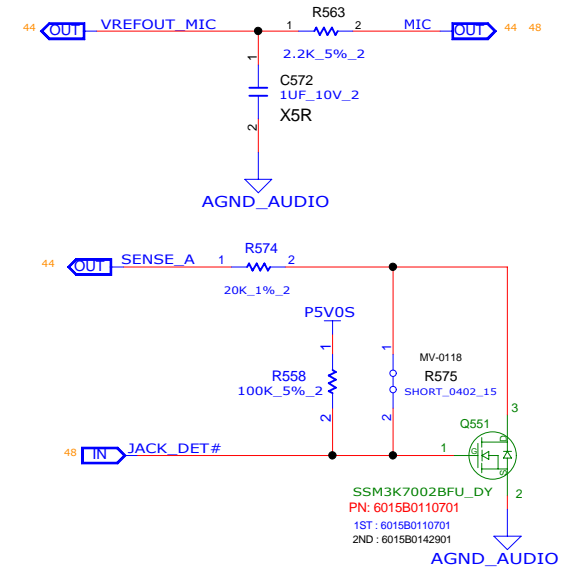 R563
44 OUT VREFOUT_MIC 1 2 MIC OUT 44 48
2.2K_5%_2
1
C572
1UF_10V_2
X5R
2
AGND_AUDIO
R574
44 OUT SENSE_A 1 2
20K_1%_2
P5V0S
1
R558
100K_5%_2
2
1
MV-0118
R575
SHORT_0402_15
2
Q551
3
48 IN JACK_DET# 1
G
D
S
SSM3K7002BFU_DY
2
PN: 6015B0110701
1ST : 6015B0110701
2ND : 6015B0142901
AGND_AUDIO